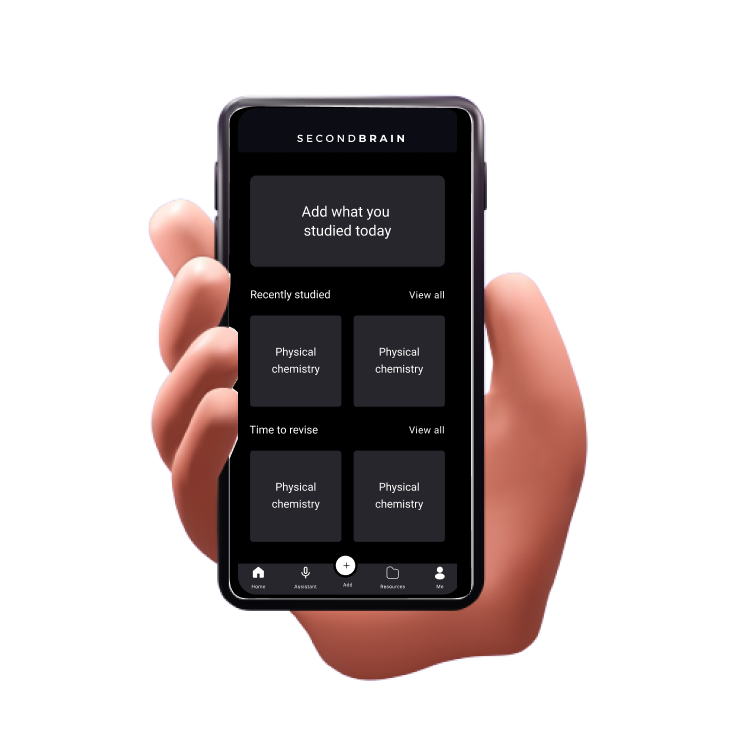 SECONDBRAIN
Add what you
studied today
Recently studied View all
Physical Physical
chemistry chemistry
Time to revise View all
Physical Physical
chemistry chemistry
Home Assistant Add Resources Me